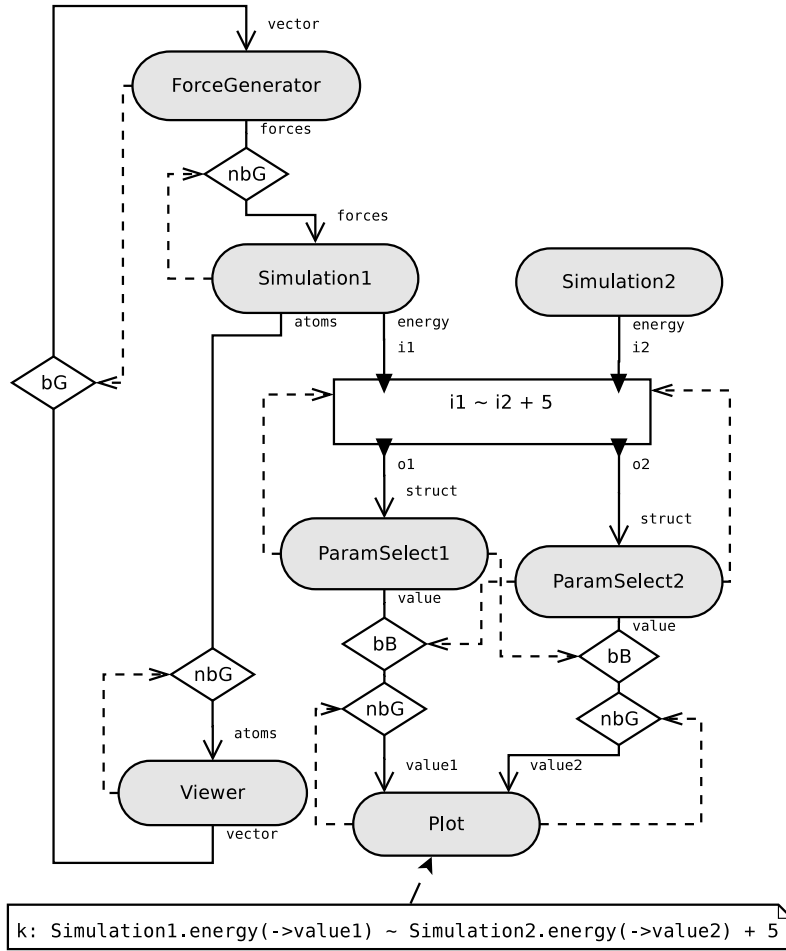 vector
ForceGenerator
forces
nbG
forces
Simulation1
Simulation2
atoms
energy
energy
i1
i2
bG
i1 ~ i2 + 5
o1
o2
struct
struct
ParamSelect1
ParamSelect2
value
value
bB
bB
nbG
nbG
nbG
atoms
value1
value2
Viewer
Plot
vector
k: Simulation1.energy(->value1) ~ Simulation2.energy(->value2) + 5